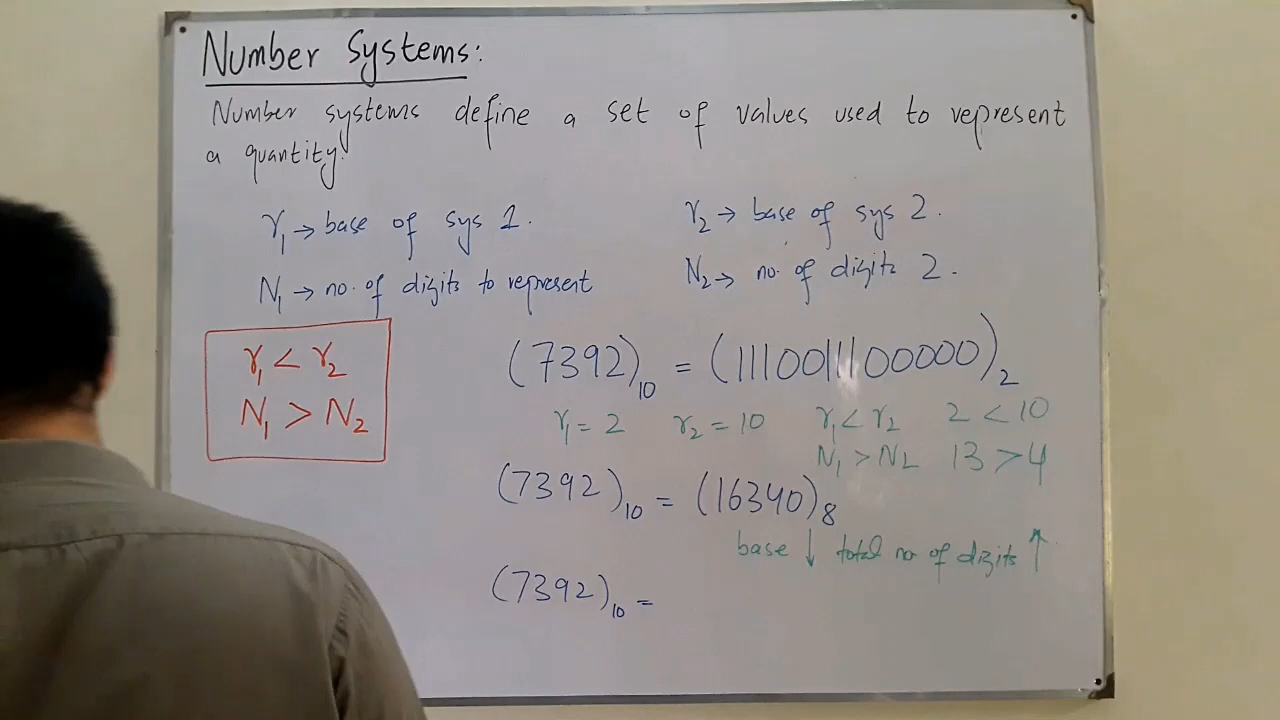 Number Systems:
Number systems define a set of values used to represent
a quantity.
r₁ → base of sys 1.
r₂ → base of sys 2.
N₁ → no. of digits to represent
N₂ → no. of digits 2.
r₁ < r₂
N₁ > N₂
(7392)₁₀ = (1110011100000)₂
r₁ = 2 r₂ = 10 r₁ < r₂ 2 < 10
N₁ > N₂ 13 > 4
(7392)₁₀ = (16340)₈
base ↓ total no of digits ↑
(7392)₁₀ =